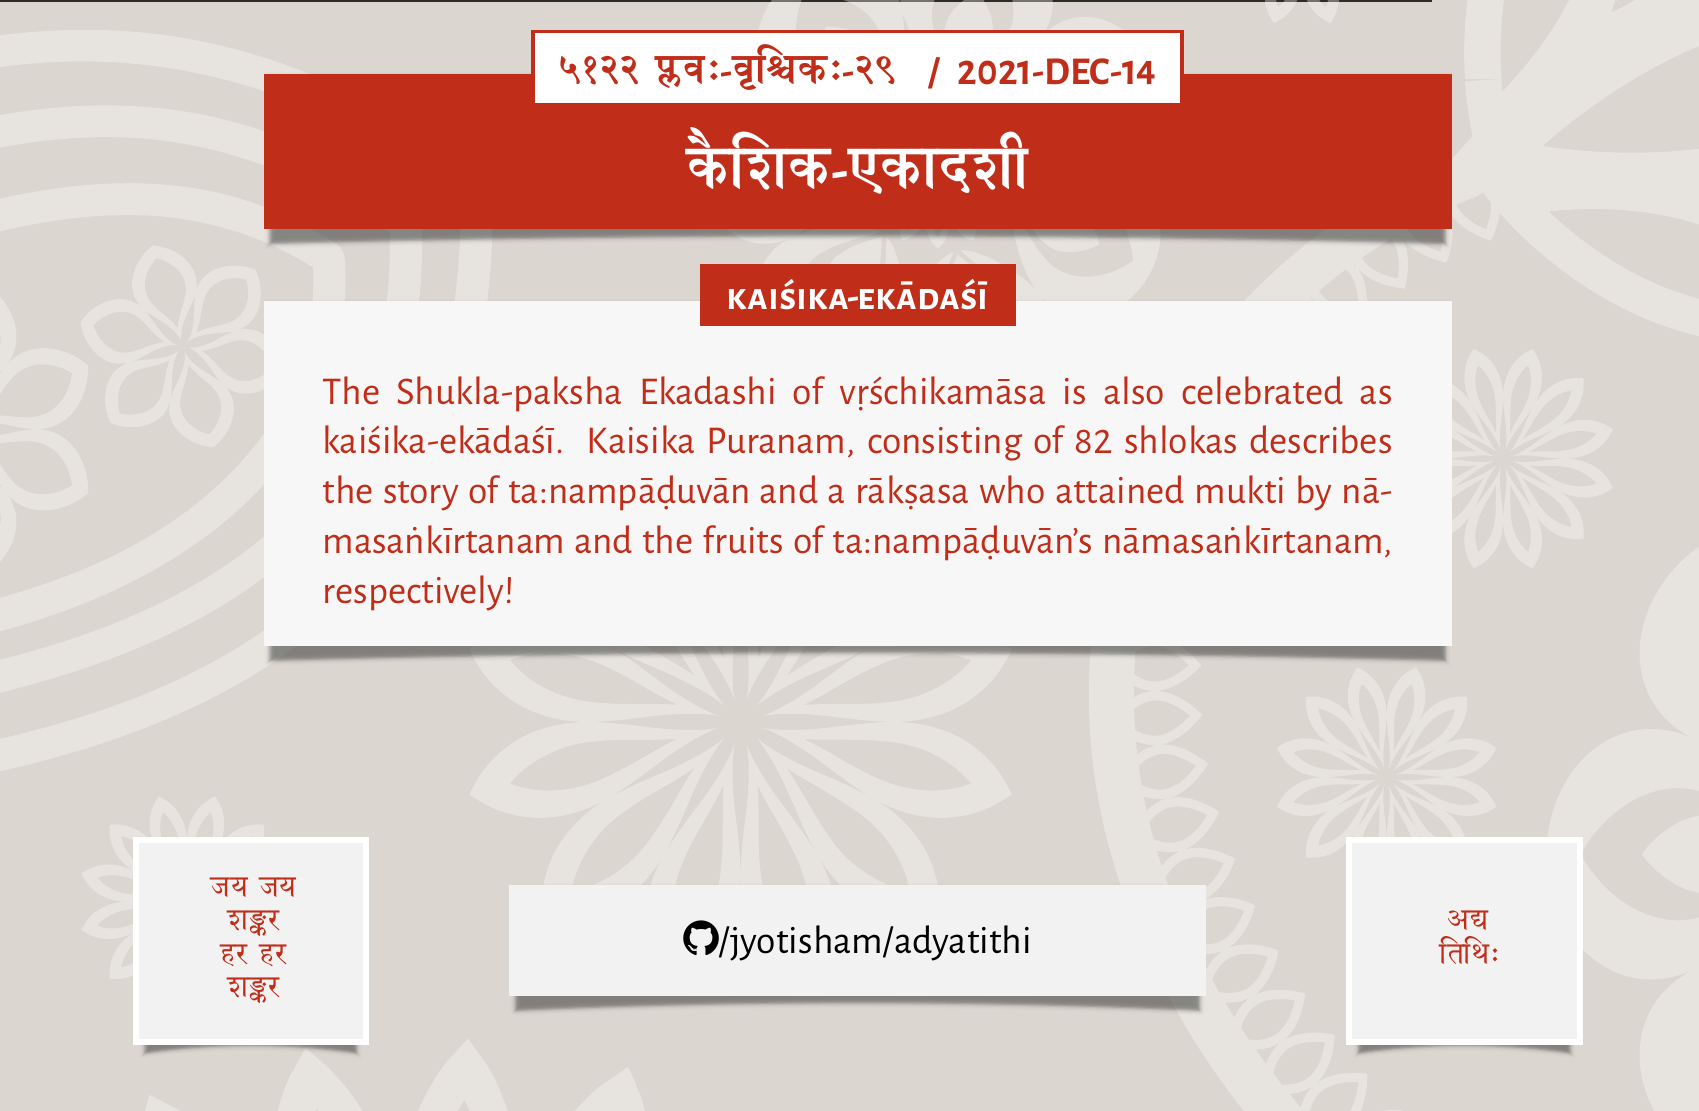 ५१२२ प्लवः-वृश्चिकः-२९ / 2021-DEC-14
कैशिक-एकादशी
KAIŚIKA-EKĀDAŚĪ
The Shukla-paksha Ekadashi of vṛśchikamāsa is also celebrated as
kaiśika-ekādaśī. Kaisika Puranam, consisting of 82 shlokas describes
the story of ta:nampāḍuvān and a rākṣasa who attained mukti by nā-
masaṅkīrtanam and the fruits of ta:nampāḍuvān’s nāmasaṅkīrtanam,
respectively!
जय जय
शङ्कर
हर हर
शङ्कर
/jyotisham/adyatithi
अद्य
तिथिः